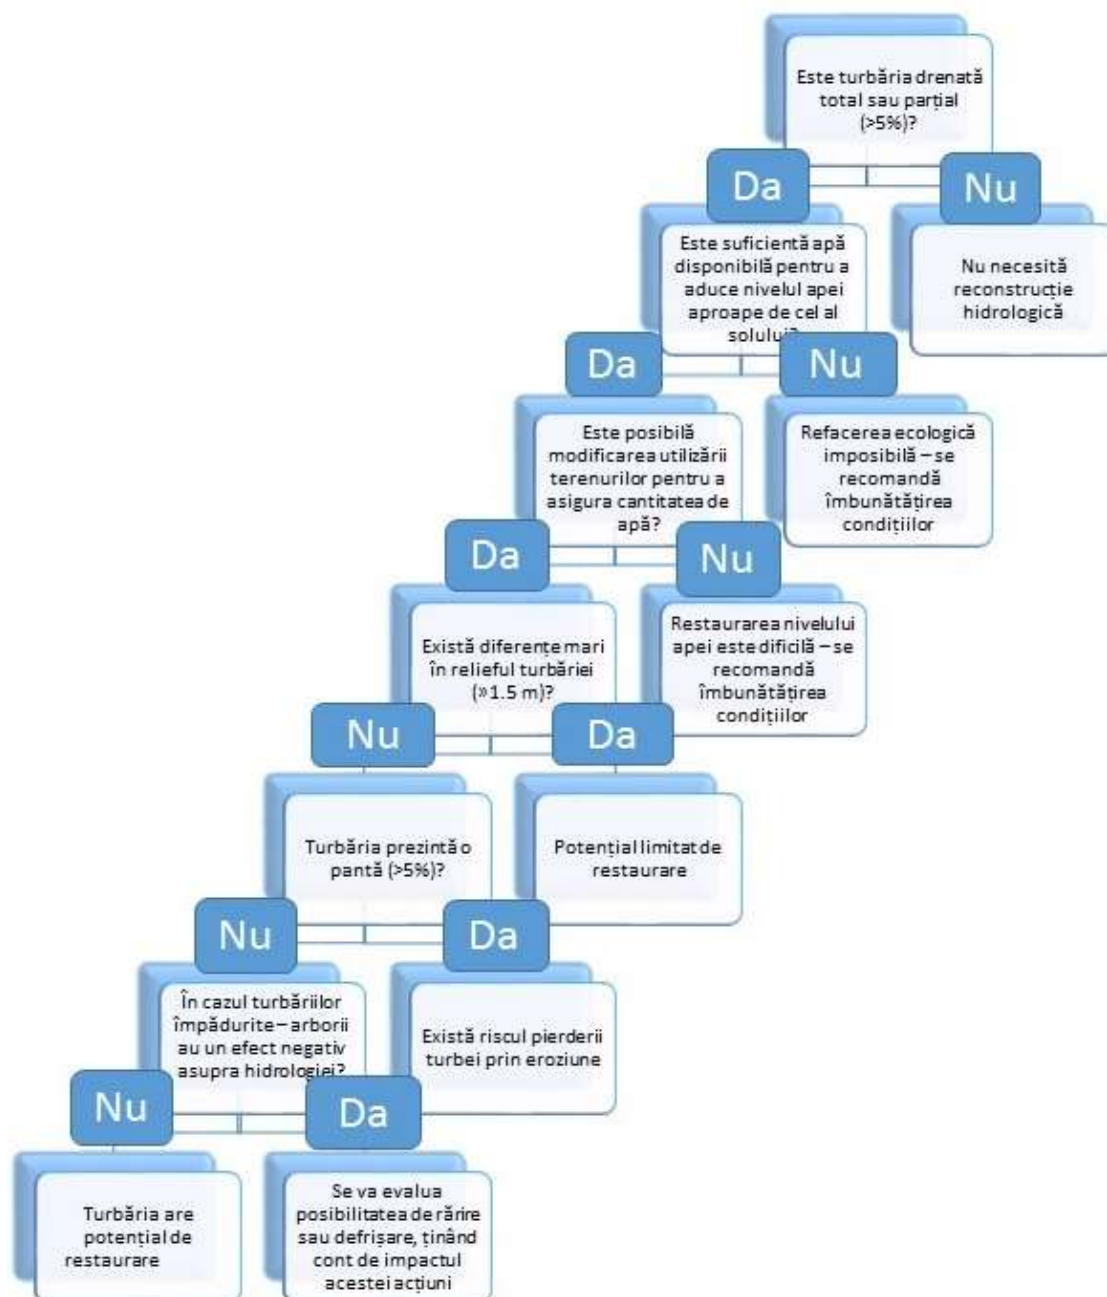 Este turbăria drenată
total sau parțial
(>5%)?
Da
Nu
Este suficientă apă
disponibilă pentru a
aduce nivelul apei
aproape de cel al
solului?
Nu necesită
reconstrucție
hidrologică
Da
Nu
Este posibilă
modificarea utilizării
terenurilor pentru a
asigura cantitatea de
apă?
Refacerea ecologică
imposibilă – se
recomandă
îmbunătățirea
condițiilor
Da
Nu
Există diferențe mari
în relieful turbăriei
(»1.5 m)?
Restaurarea nivelului
apei este dificilă – se
recomandă
îmbunătățirea
condițiilor
Nu
Da
Turbăria prezintă o
pantă (>5%)?
Potențial limitat de
restaurare
Nu
Da
În cazul turbăriilor
împădurite – arborii
au un efect negativ
asupra hidrologiei?
Există riscul pierderii
turbei prin eroziune
Nu
Da
Turbăria are
potențial de
restaurare
Se va evalua
posibilitatea de rărire
sau defrișare, ținând
cont de impactul
acestei acțiuni